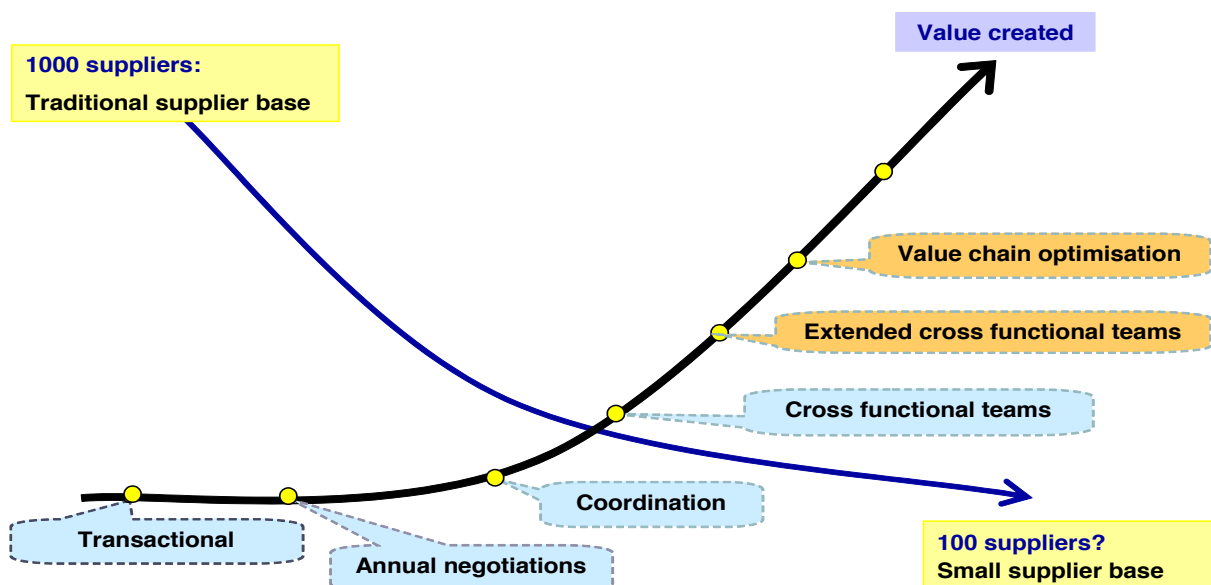 Value created
1000 suppliers:
Traditional supplier base
Value chain optimisation
Extended cross functional teams
Cross functional teams
Coordination
Transactional
Annual negotiations
100 suppliers?
Small supplier base